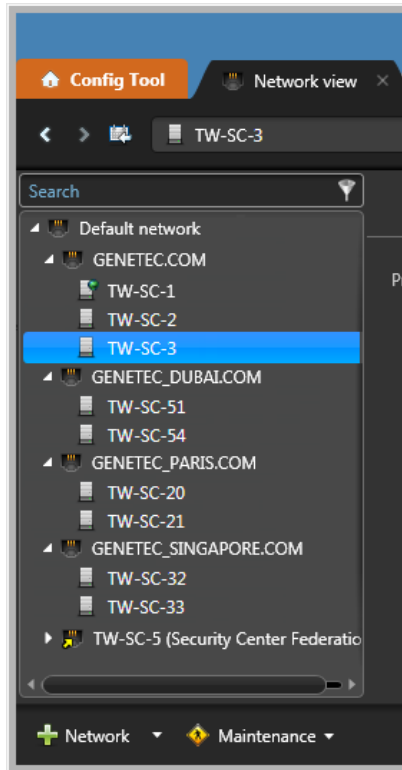 Config Tool
Network view
TW-SC-3
Search
Default network
GENETEC.COM
TW-SC-1
TW-SC-2
TW-SC-3
GENETEC_DUBAI.COM
TW-SC-51
TW-SC-54
GENETEC_PARIS.COM
TW-SC-20
TW-SC-21
GENETEC_SINGAPORE.COM
TW-SC-32
TW-SC-33
TW-SC-5 (Security Center Federatio
Network
Maintenance